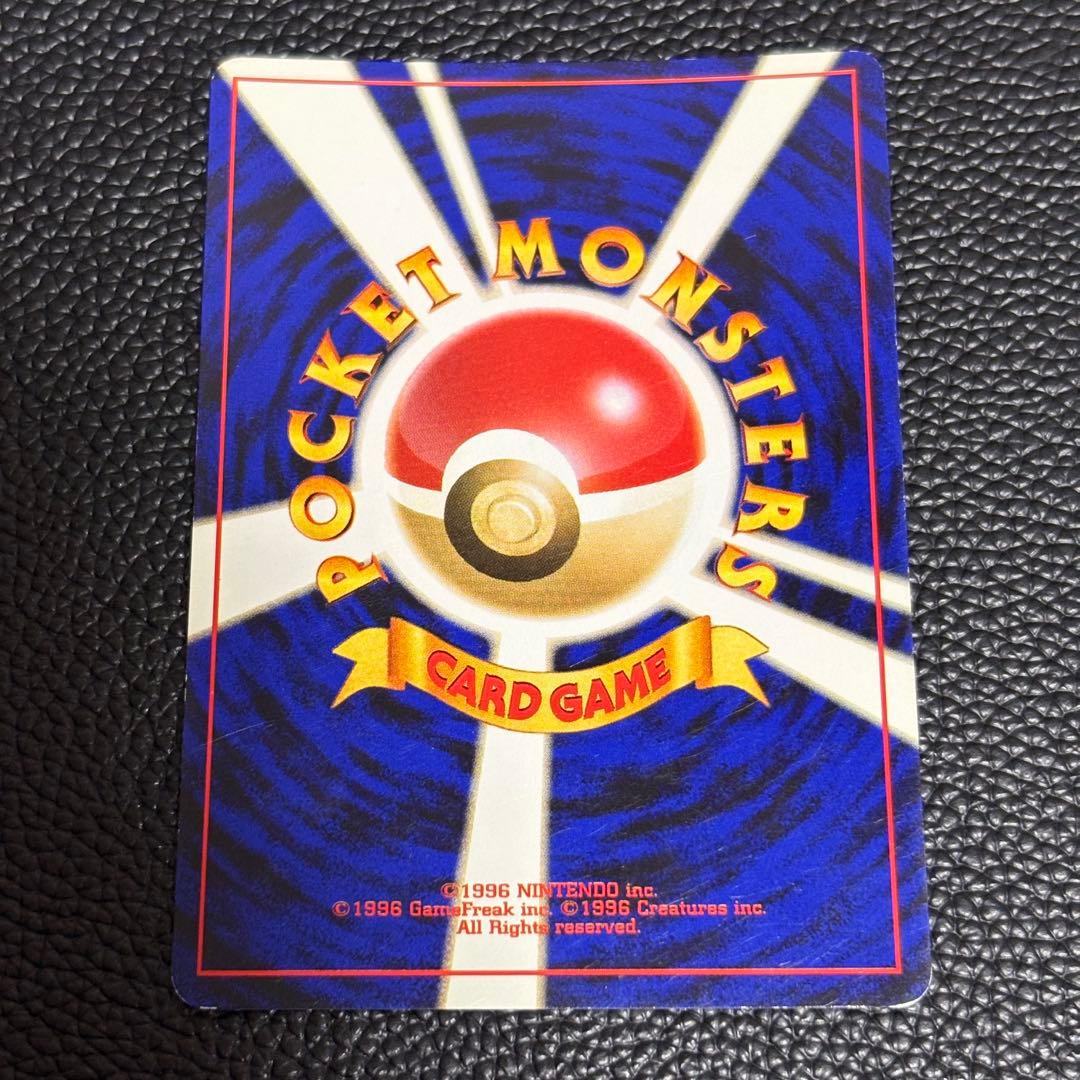 POCKET MONSTERS
CARD GAME
©1996 NINTENDO inc.
©1996 GameFreak inc. ©1996 Creatures inc.
All Rights reserved.